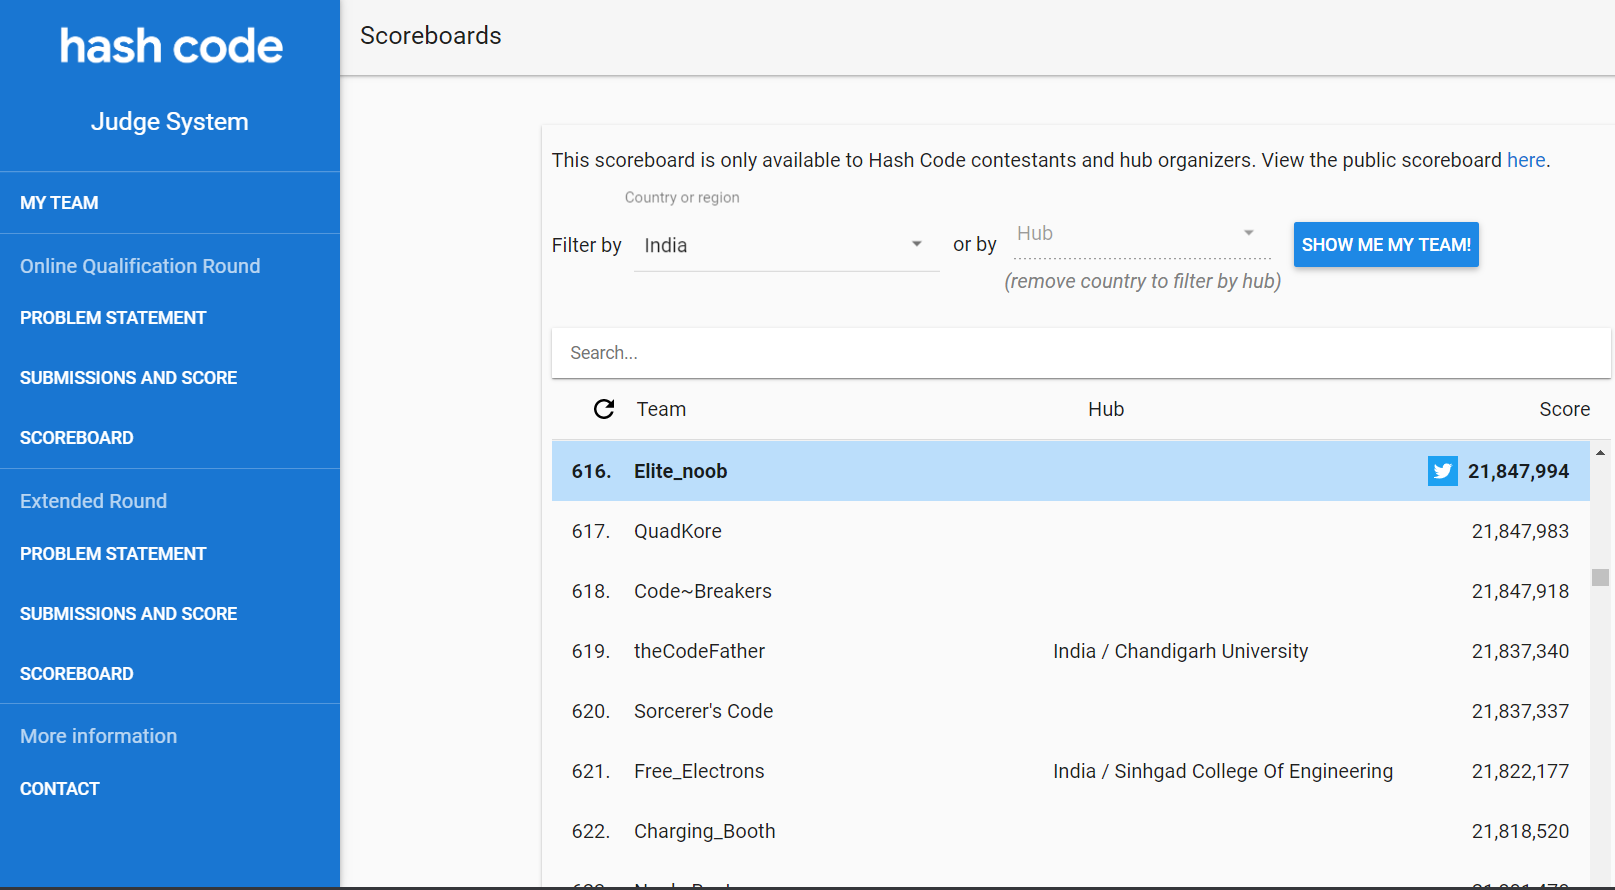 hash code
Judge System
MY TEAM
Online Qualification Round
PROBLEM STATEMENT
SUBMISSIONS AND SCORE
SCOREBOARD
Extended Round
PROBLEM STATEMENT
SUBMISSIONS AND SCORE
SCOREBOARD
More information
CONTACT
Scoreboards
This scoreboard is only available to Hash Code contestants and hub organizers. View the public scoreboard here.
Country or region
Filter by India or by Hub SHOW ME MY TEAM!
(remove country to filter by hub)
Search...
Team Hub Score
616. Elite_noob 21,847,994
617. QuadKore 21,847,983
618. Code~Breakers 21,847,918
619. theCodeFather India / Chandigarh University 21,837,340
620. Sorcerer's Code 21,837,337
621. Free_Electrons India / Sinhgad College Of Engineering 21,822,177
622. Charging_Booth 21,818,520